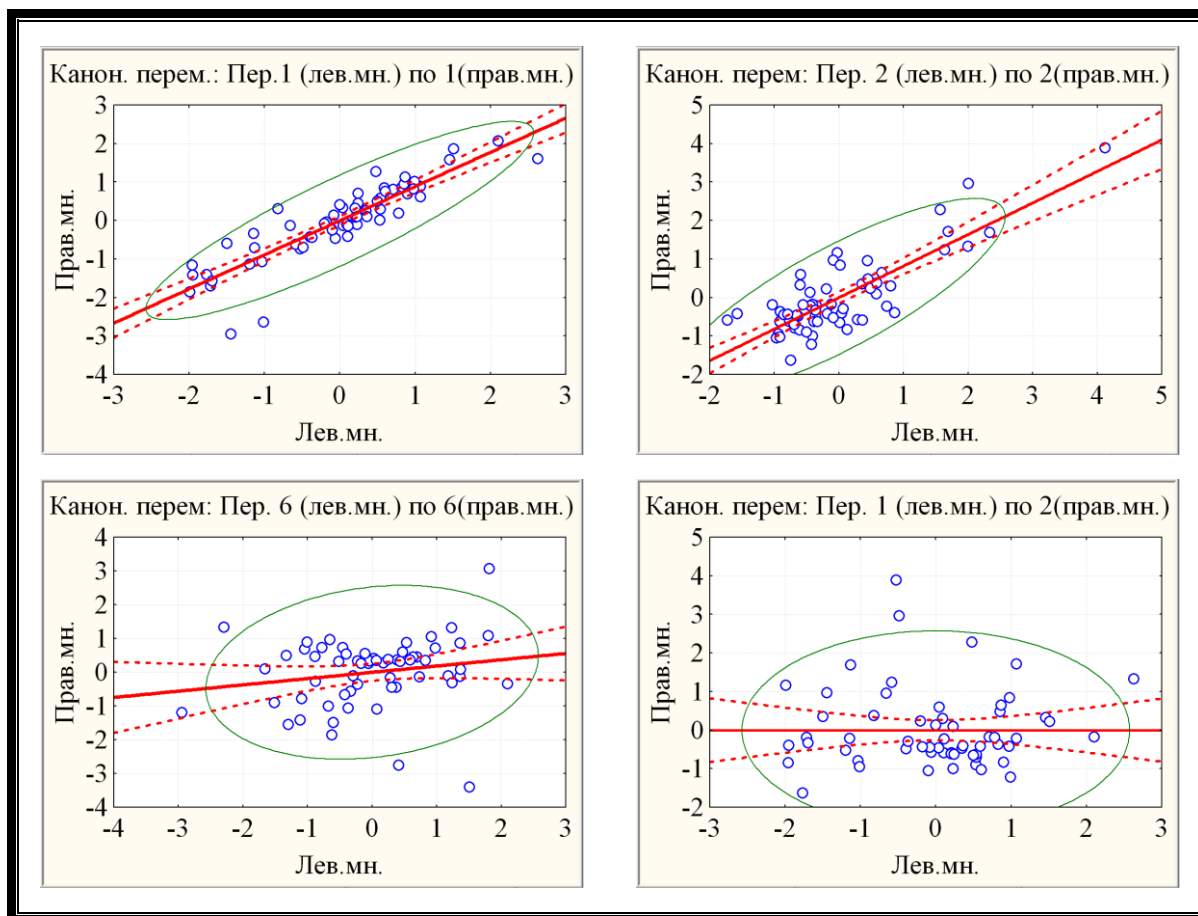 Канон. перем.: Пер.1 (лев.мн.) по 1(прав.мн.)
3
2
1
0
-1
-2
-3
-4
Прав.мн.
-3 -2 -1 0 1 2 3
Лев.мн.
Канон. перем: Пер. 2 (лев.мн.) по 2(прав.мн.)
5
4
3
2
1
0
-1
-2
Прав.мн.
-2 -1 0 1 2 3 4 5
Лев.мн.
Канон. перем: Пер. 6 (лев.мн.) по 6(прав.мн.)
4
3
2
1
0
-1
-2
-3
-4
Прав.мн.
-4 -3 -2 -1 0 1 2 3
Лев.мн.
Канон. перем: Пер. 1 (лев.мн.) по 2(прав.мн.)
5
4
3
2
1
0
-1
-2
Прав.мн.
-3 -2 -1 0 1 2 3
Лев.мн.